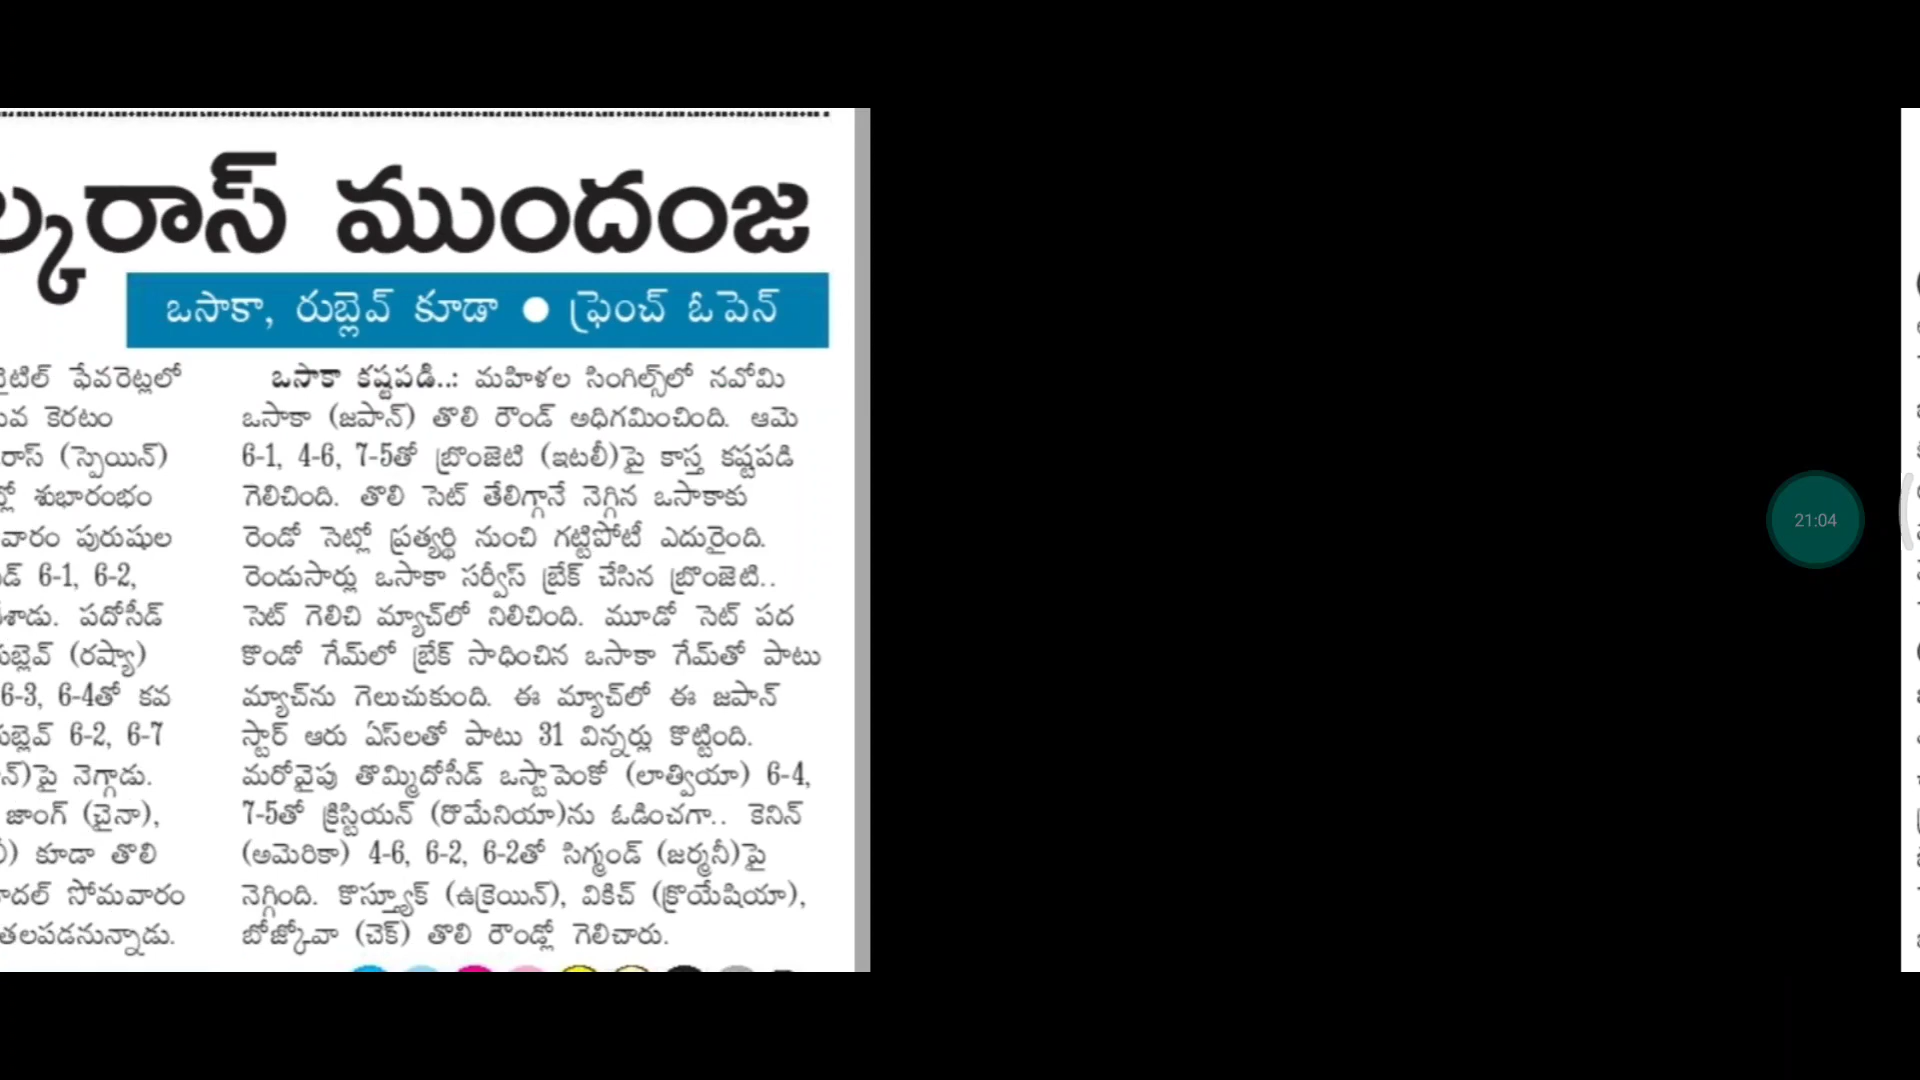 ల్కరాస్ ముందంజ
ఒసాకా, రుబ్లెవ్ కూడా ● ఫ్రెంచ్ ఓపెన్
టైటిల్ ఫేవరెట్లలో
కెరటం
(స్పెయిన్)
శుభారంభం
వారం పురుషుల
6-1, 6-2,
పదోసీడ్
(రష్యా)
6-3, 6-4తో కవ
6-2, 6-7
నెగ్గాడు.
జాంగ్ (చైనా),
కూడా తొలి
సోమవారం
తలపడనున్నాడు.
ఒసాకా కష్టపడి..: మహిళల సింగిల్స్‌లో నవోమి
ఒసాకా (జపాన్) తొలి రౌండ్ అధిగమించింది. ఆమె
6-1, 4-6, 7-5తో బ్రొంజెటి (ఇటలీ)పై కాస్త కష్టపడి
గెలిచింది. తొలి సెట్ తేలిగ్గానే నెగ్గిన ఒసాకాకు
రెండో సెట్లో ప్రత్యర్థి నుంచి గట్టిపోటీ ఎదురైంది.
రెండుసార్లు ఒసాకా సర్వీస్ బ్రేక్ చేసిన బ్రొంజెటి..
సెట్ గెలిచి మ్యాచ్‌లో నిలిచింది. మూడో సెట్ పద
కొండో గేమ్‌లో బ్రేక్ సాధించిన ఒసాకా గేమ్‌తో పాటు
మ్యాచ్‌ను గెలుచుకుంది. ఈ మ్యాచ్‌లో ఈ జపాన్
స్టార్ ఆరు ఏస్‌లతో పాటు 31 విన్నర్లు కొట్టింది.
మరోవైపు తొమ్మిదోసీడ్ ఒస్టాపెంకో (లాత్వియా) 6-4,
7-5తో క్రిస్టియన్ (రొమేనియా)ను ఓడించగా.. కెనిన్
(అమెరికా) 4-6, 6-2, 6-2తో సిగ్మండ్ (జర్మనీ)పై
నెగ్గింది. కోస్త్యూక్ (ఉక్రెయిన్), వికిచ్ (క్రొయేషియా),
బోజ్కోవా (చెక్) తొలి రౌండ్లో గెలిచారు.
21:04